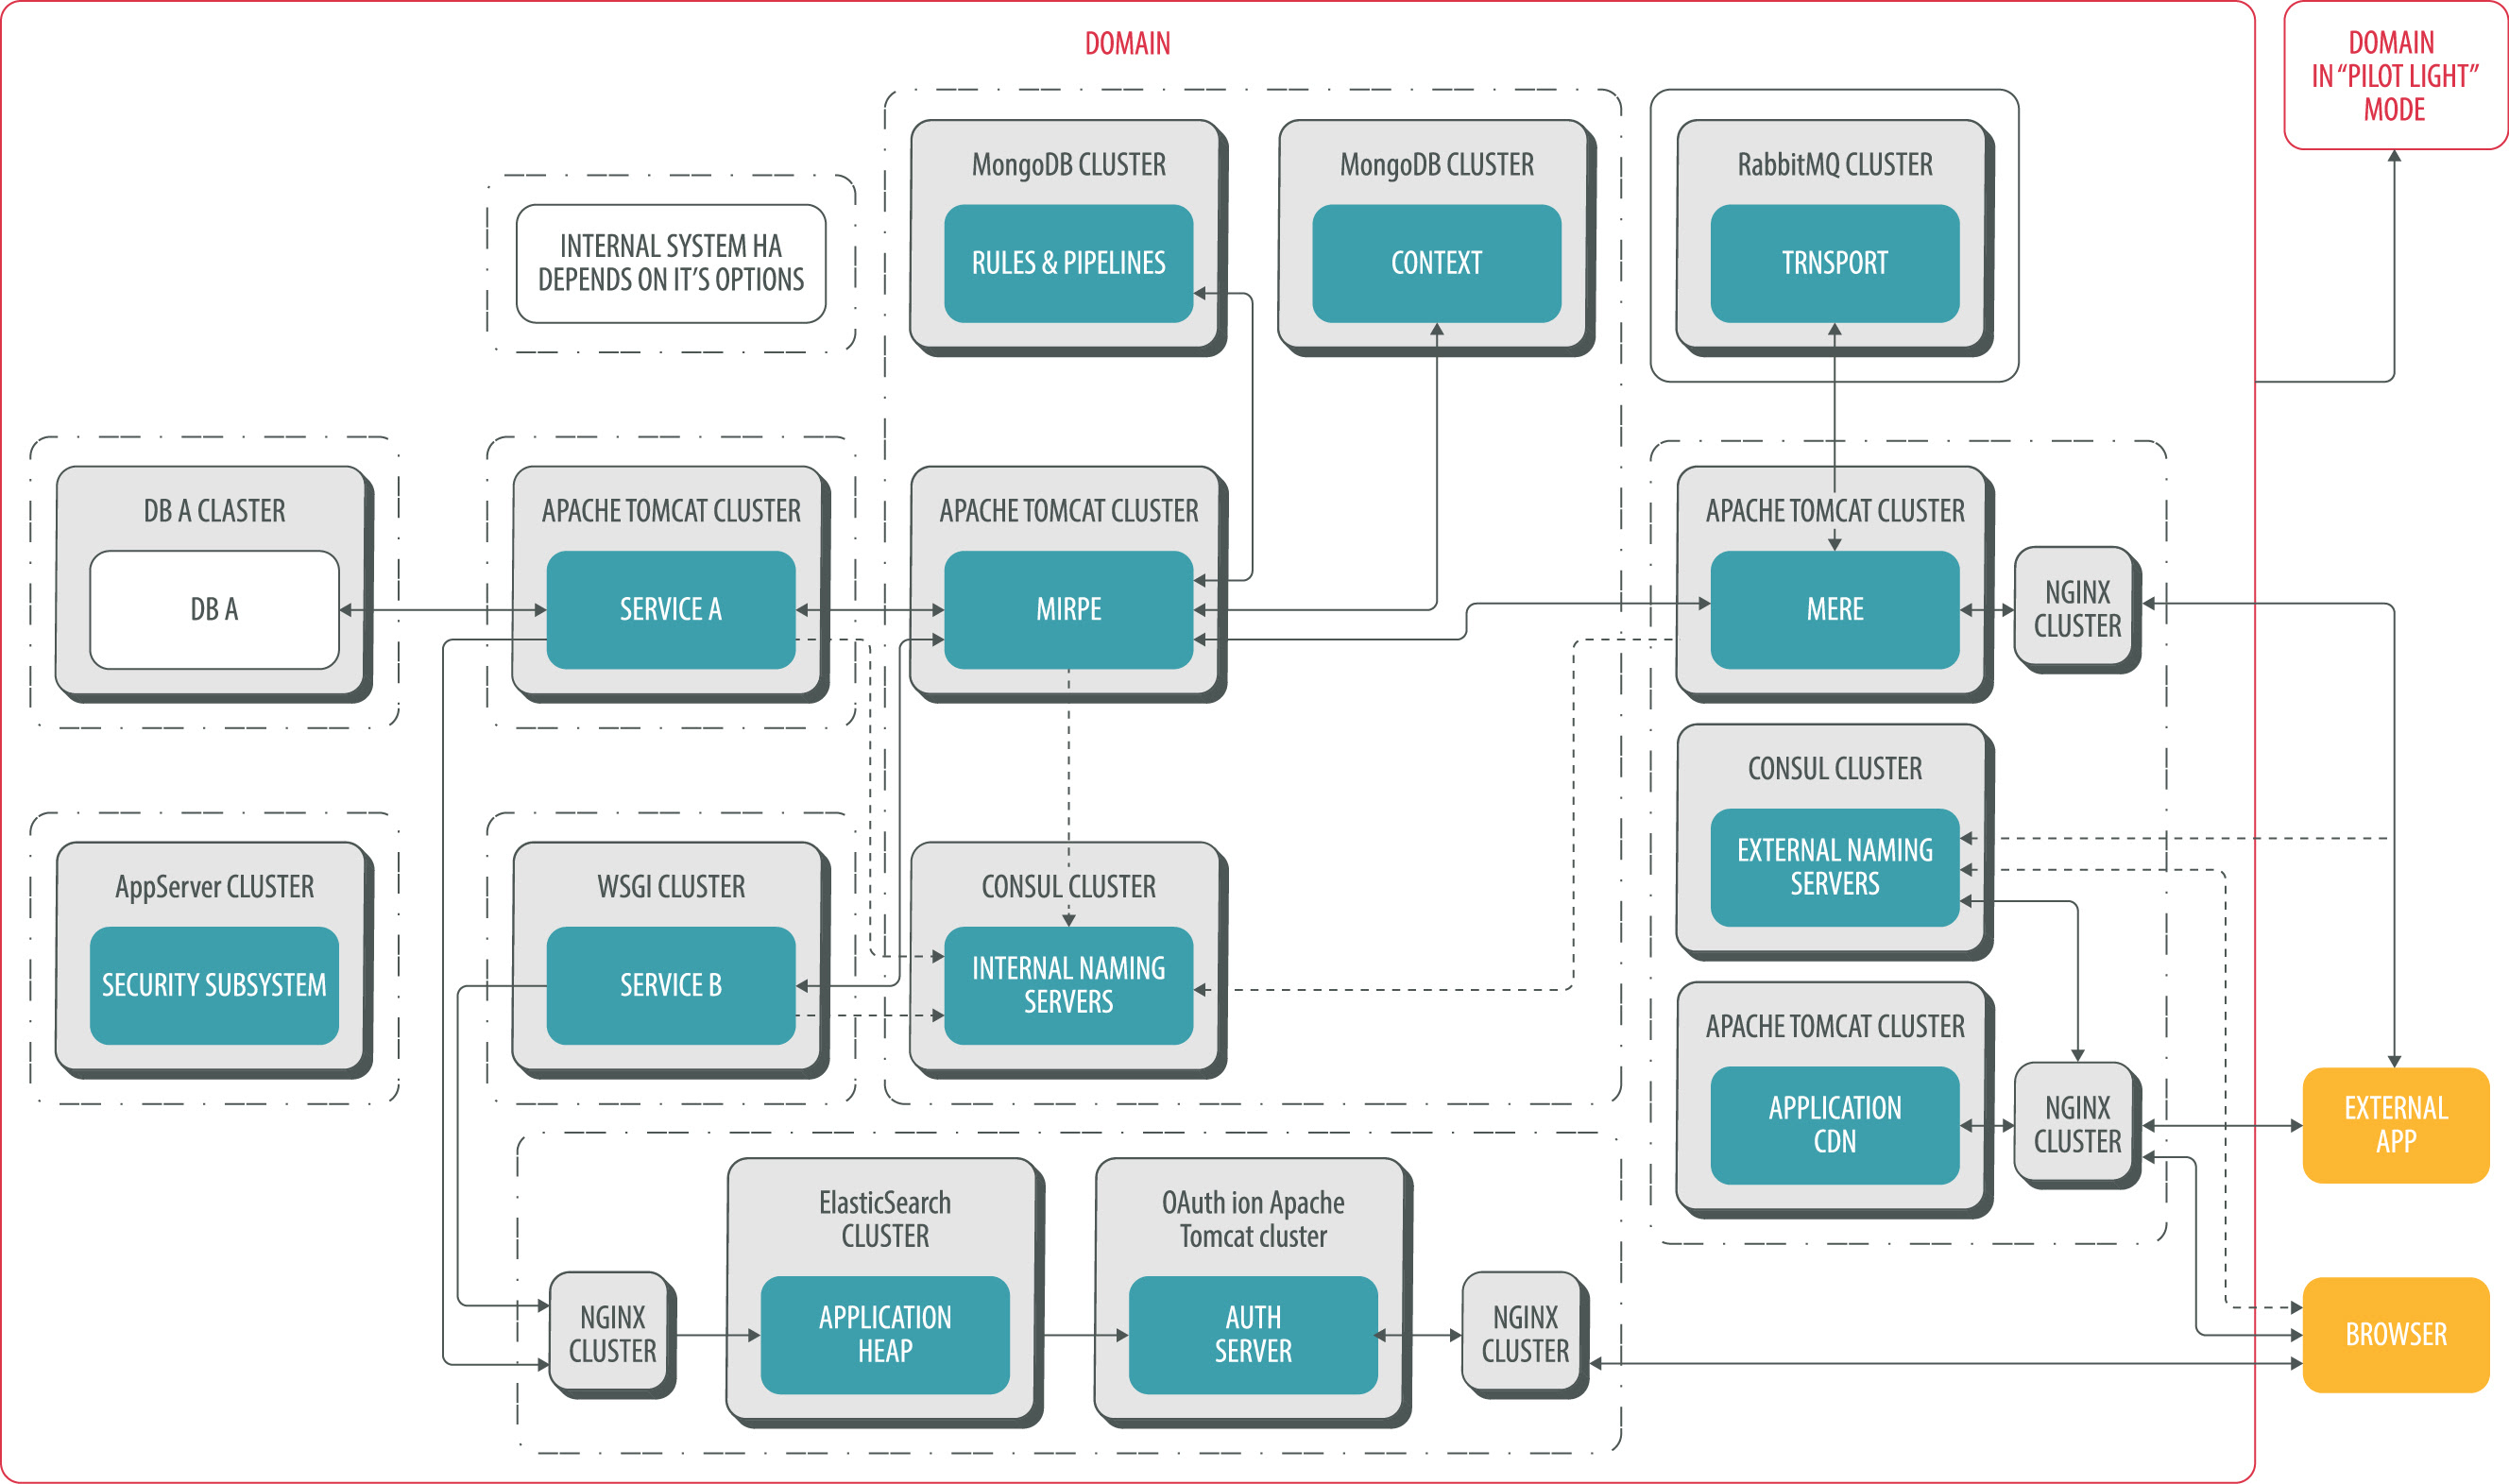 DOMAIN
DOMAIN
IN “PILOT LIGHT”
MODE
MongoDB CLUSTER
RULES & PIPELINES
MongoDB CLUSTER
CONTEXT
RabbitMQ CLUSTER
TRNSPORT
INTERNAL SYSTEM HA
DEPENDS ON IT’S OPTIONS
DB A CLASTER
DB A
APACHE TOMCAT CLUSTER
SERVICE A
APACHE TOMCAT CLUSTER
MIRPE
APACHE TOMCAT CLUSTER
MERE
NGINX
CLUSTER
CONSUL CLUSTER
EXTERNAL NAMING
SERVERS
AppServer CLUSTER
SECURITY SUBSYSTEM
WSGI CLUSTER
SERVICE B
CONSUL CLUSTER
INTERNAL NAMING
SERVERS
APACHE TOMCAT CLUSTER
APPLICATION
CDN
NGINX
CLUSTER
EXTERNAL
APP
ElasticSearch
CLUSTER
APPLICATION
HEAP
OAuth ion Apache
Tomcat cluster
AUTH
SERVER
NGINX
CLUSTER
NGINX
CLUSTER
BROWSER